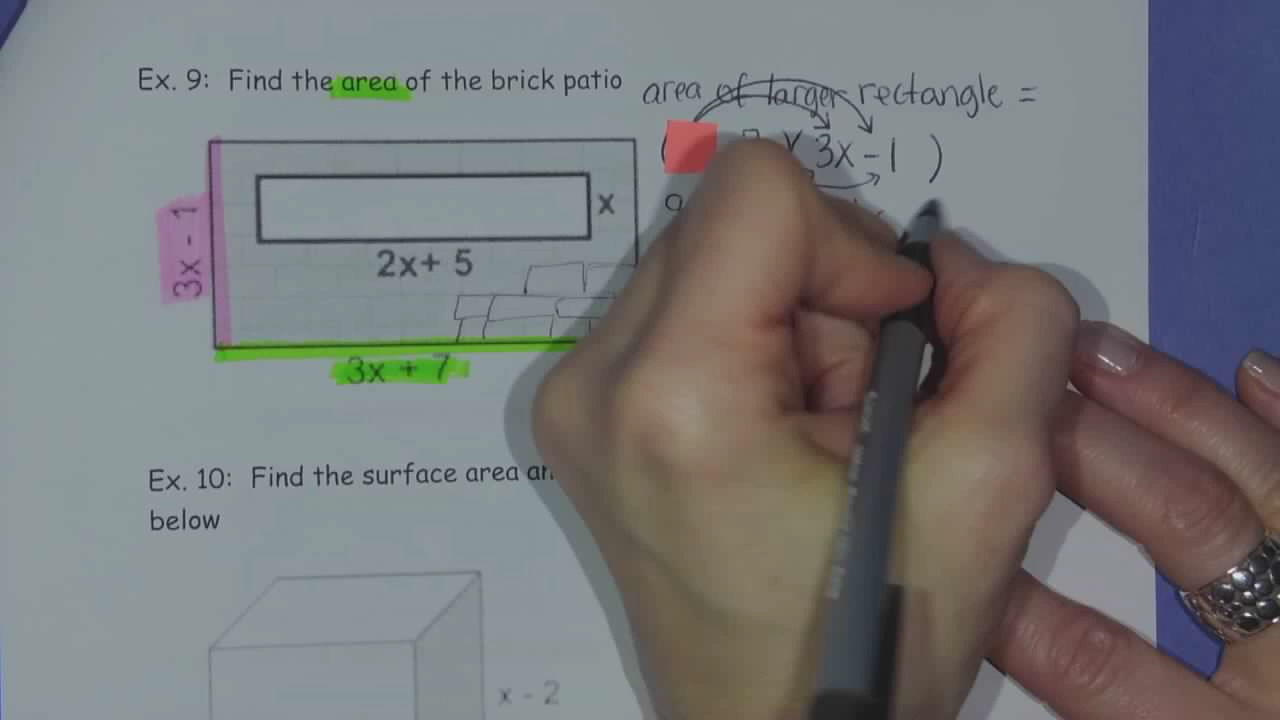 Ex. 9: Find the area of the brick patio
area of larger rectangle =
( 3x - 1 )
3x - 1
x
2x+ 5
3x + 7
Ex. 10: Find the surface area
below
x - 2